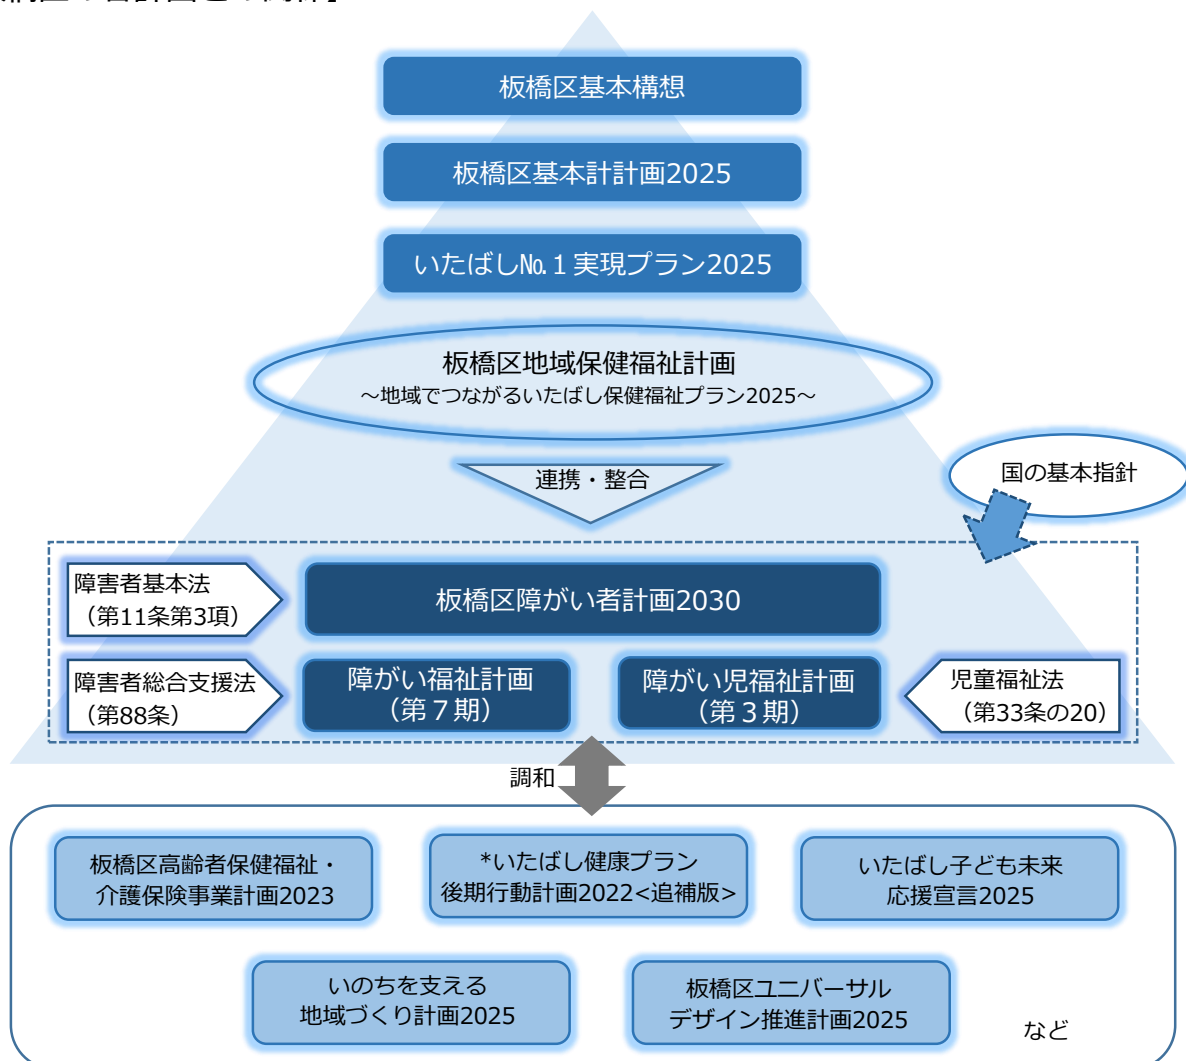 板橋区基本構想
板橋区基本計計画2025
いたばし№１実現プラン2025
板橋区地域保健福祉計画
～地域でつながるいたばし保健福祉プラン2025～
連携・整合
国の基本指針
障害者基本法
（第11条第3項）
板橋区障がい者計画2030
障害者総合支援法
（第88条）
障がい福祉計画
（第７期）
障がい児福祉計画
（第３期）
児童福祉法
（第33条の20）
調和
板橋区高齢者保健福祉・
介護保険事業計画2023
*いたばし健康プラン
後期行動計画2022<追補版>
いたばし子ども未来
応援宣言2025
いのちを支える
地域づくり計画2025
板橋区ユニバーサル
デザイン推進計画2025
など